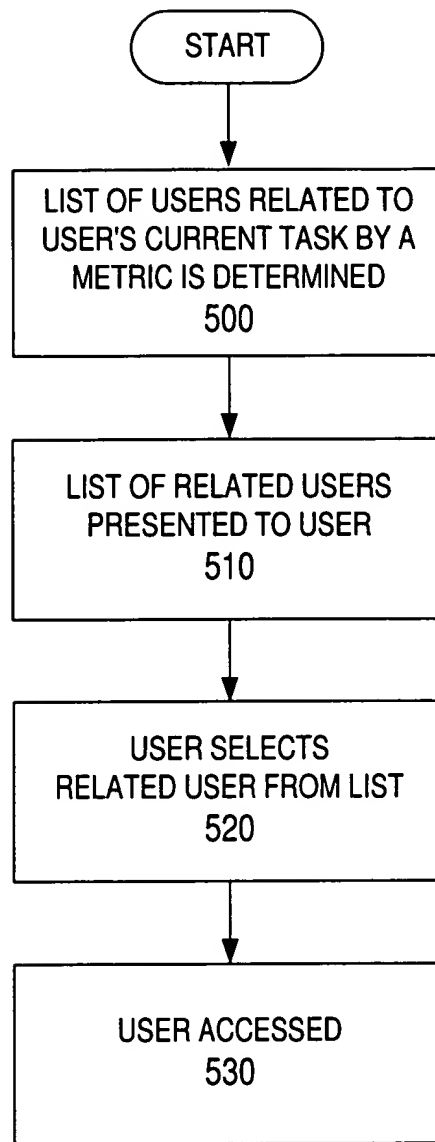 START
LIST OF USERS RELATED TO
USER'S CURRENT TASK BY A
METRIC IS DETERMINED
500
LIST OF RELATED USERS
PRESENTED TO USER
510
USER SELECTS
RELATED USER FROM LIST
520
USER ACCESSED
530